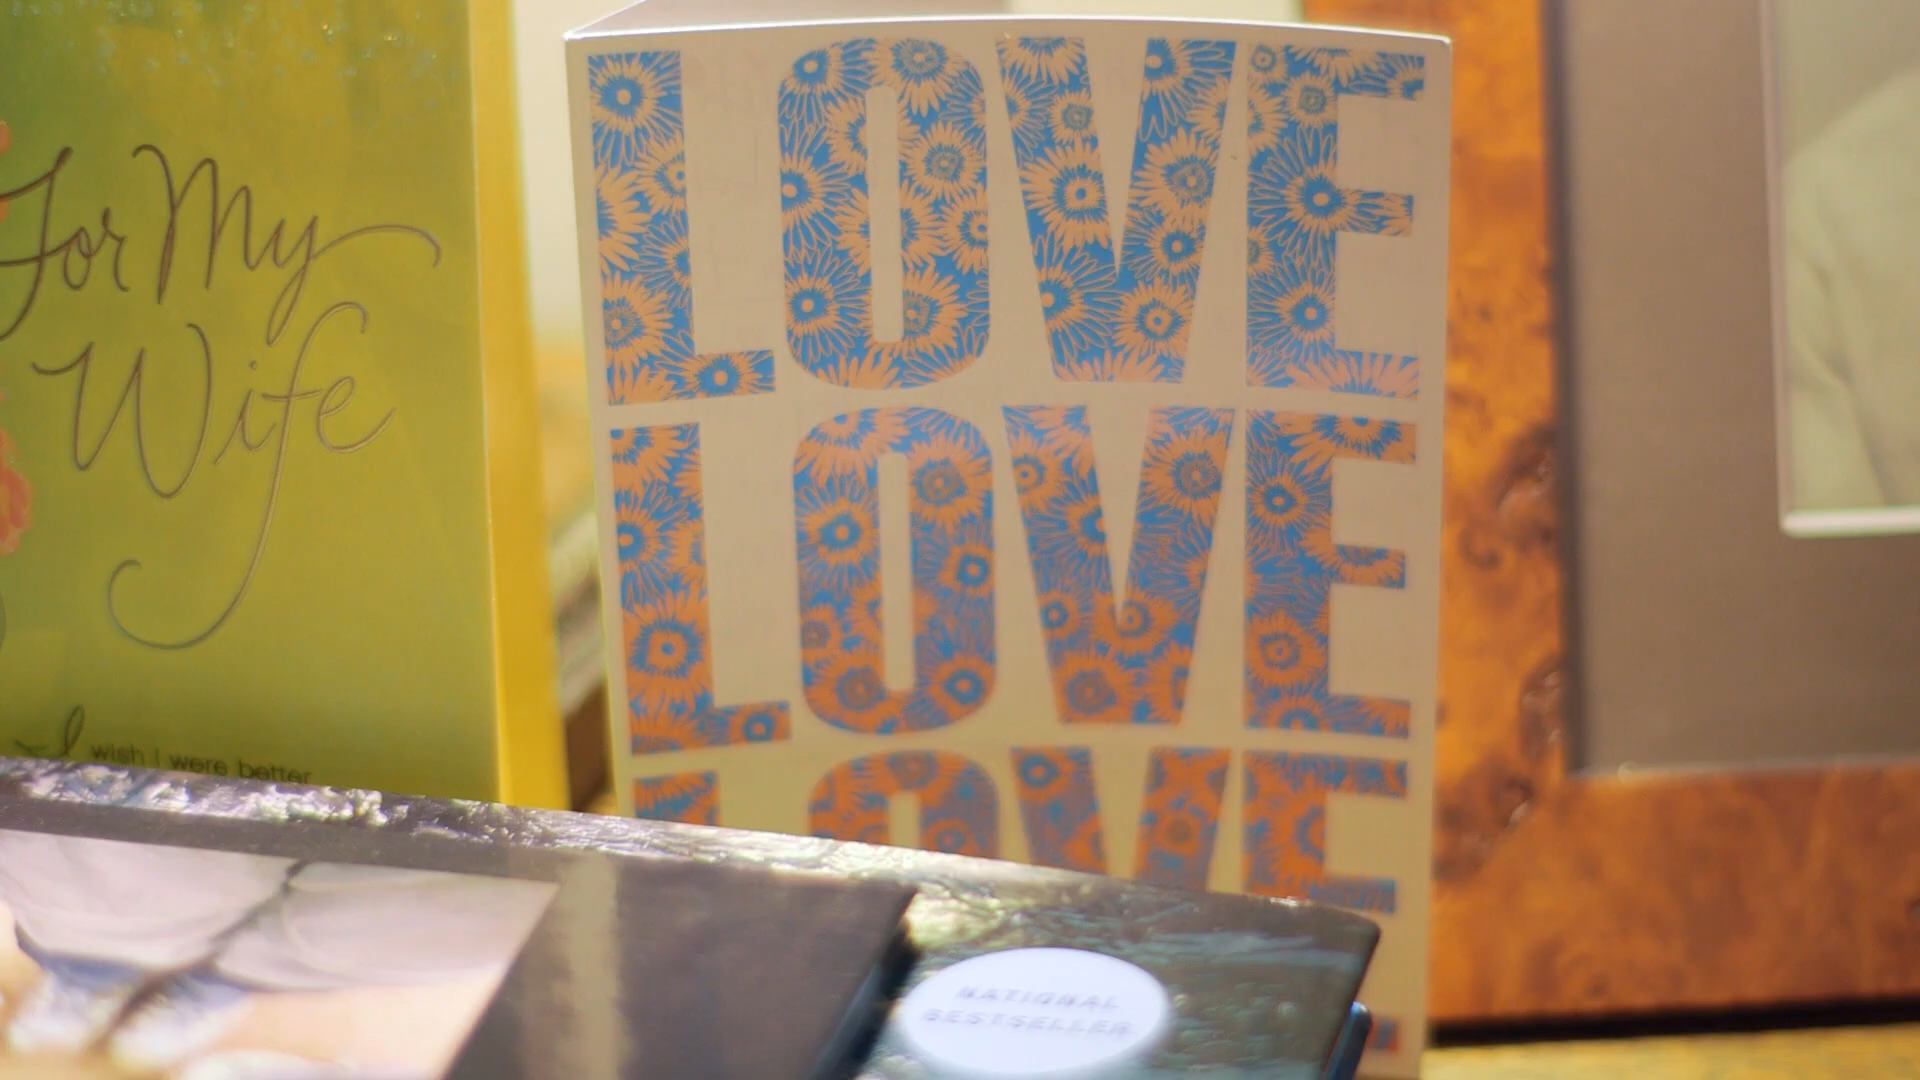 For My
Wife
I wish I were better
LOVE
LOVE
LOVE
NATIONAL
BESTSELLER